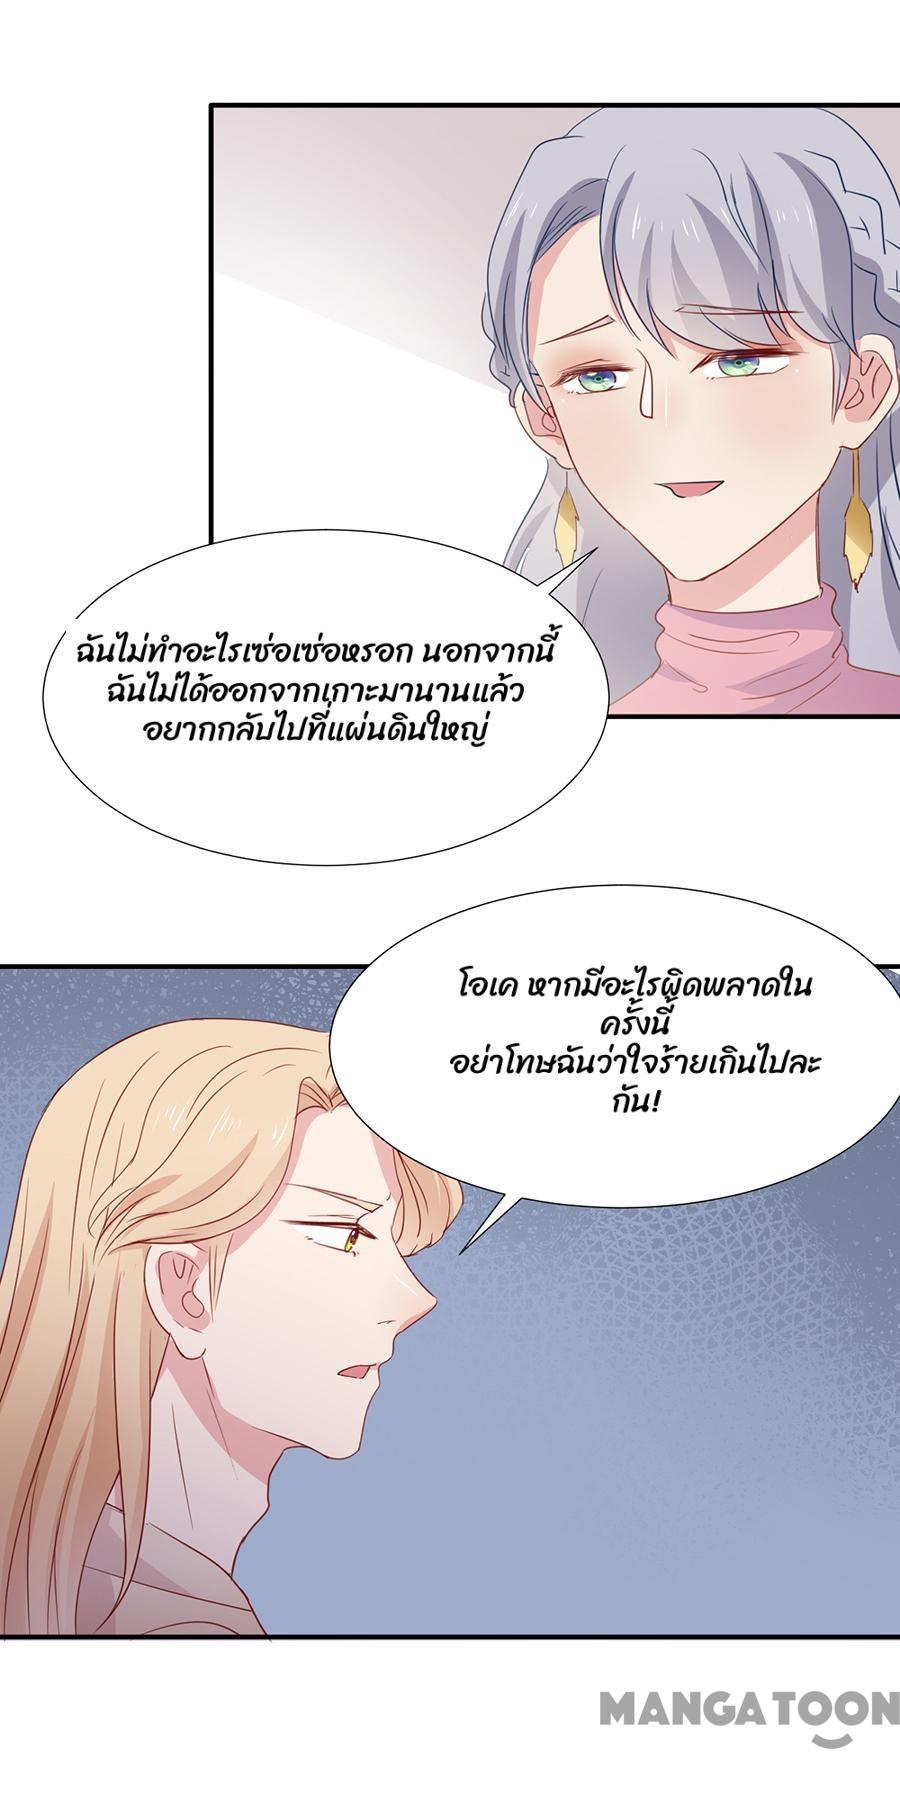 ฉันไม่ทำอะไรเซ่อเซ่อหรอก นอกจากนี้
ฉันไม่ได้ออกจากเกาะมานานแล้ว
อยากกลับไปที่แผ่นดินใหญ่
โอเค หากมีอะไรผิดพลาดใน
ครั้งนี้
อย่าโทษฉันว่าใจร้ายเกินไปละ
กัน!
MANGATOON